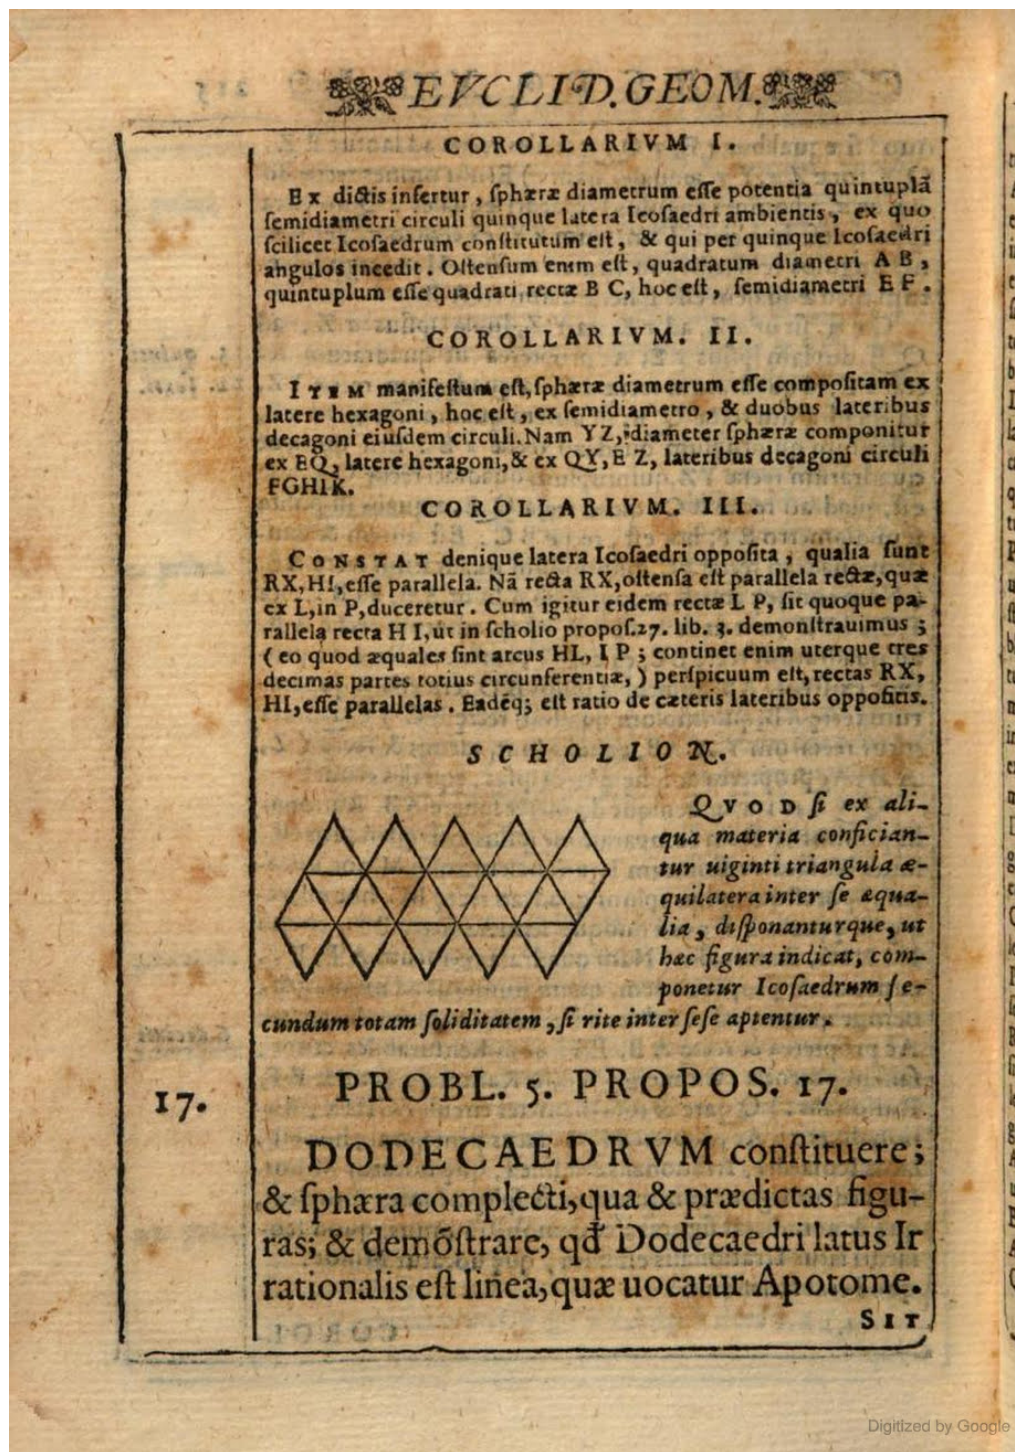 EVCLID. GEOM.
COROLLARIVM I.
Ex dictis infertur, sphæræ diametrum esse potentia quintuplã
semidiametri circuli quinque latera Icosaedri ambientis, ex quo
scilicet Icosaedrum constitutum est, & qui per quinque Icosaedri
angulos incedit. Ostensum enim est, quadratum diametri A B,
quintuplum esse quadrati rectæ B C, hoc est, semidiametri E F.
COROLLARIVM. II.
ITEM manifestum est, sphæræ diametrum esse compositam ex
latere hexagoni, hoc est, ex semidiametro, & duobus lateribus
decagoni eiusdem circuli. Nam YZ, diameter sphæræ componitur
ex EQ, latere hexagoni, & ex QY, E Z, lateribus decagoni circuli
FGHIK.
COROLLARIVM. III.
CONSTAT denique latera Icosaedri opposita, qualia sunt
RX, HI, esse parallela. Nã recta RX, ostensa est parallela rectæ, quæ
ex L, in P, duceretur. Cum igitur eidem rectæ L P, sit quoque pa-
rallela recta H I, ut in scholio propos. 27. lib. 3. demonstrauimus;
(eo quod æquales sint arcus HL, I P; continet enim uterque tres
decimas partes totius circunferentiæ,) perspicuum est, rectas RX,
HI, esse parallelas. Eadẽq; est ratio de cæteris lateribus oppositis.
SCHOLION.
QVOD si ex ali-
qua materia confician-
tur uiginti triangula æ-
quilatera inter se æqua-
lia, disponanturque, ut
hæc figura indicat, com-
ponetur Icosaedrum se-
cundum totam soliditatem, si rite inter sese aptentur.
PROBL. 5. PROPOS. 17.
17.
DODECAEDRVM constituere;
& sphæra complecti, qua & prædictas figu-
ras; & demõstrare, qđ Dodecaedri latus Ir
rationalis est linea, quæ uocatur Apotome.
SIT
Digitized by Google